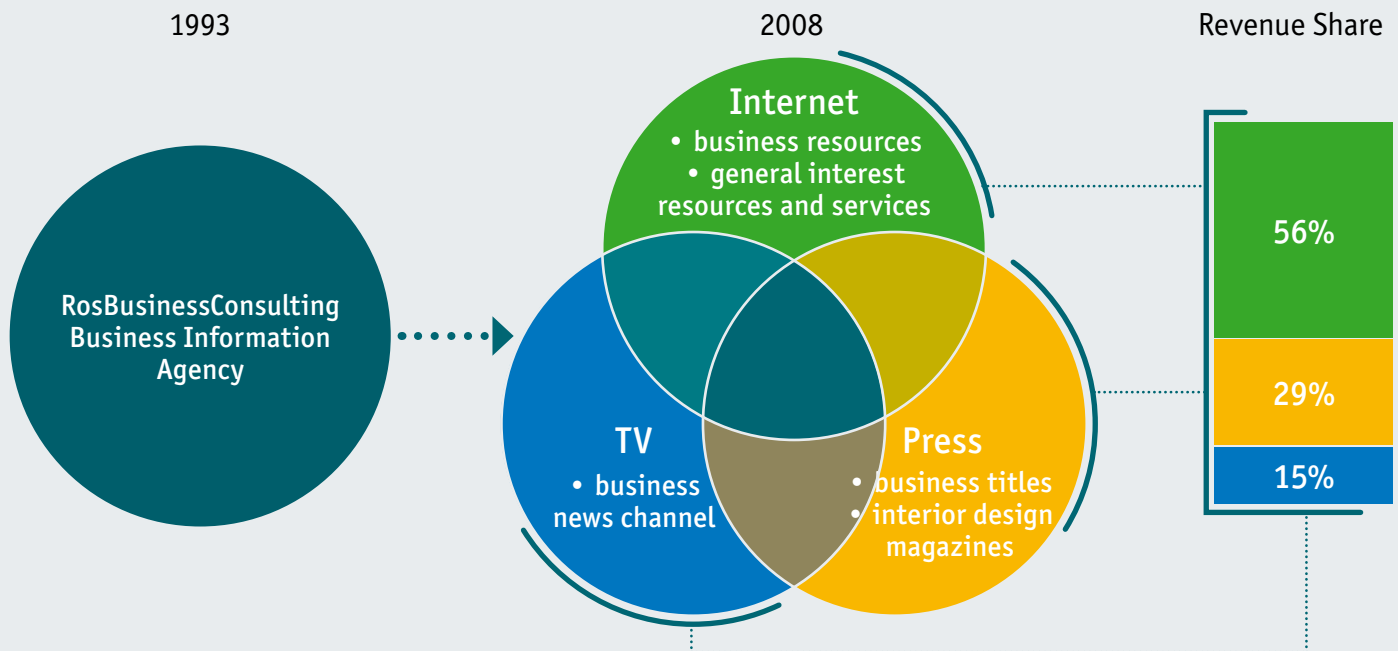 1993
2008
Revenue Share
RosBusinessConsulting
Business Information
Agency
Internet
• business resources
• general interest
resources and services
TV
• business
news channel
Press
• business titles
• interior design
magazines
56%
29%
15%